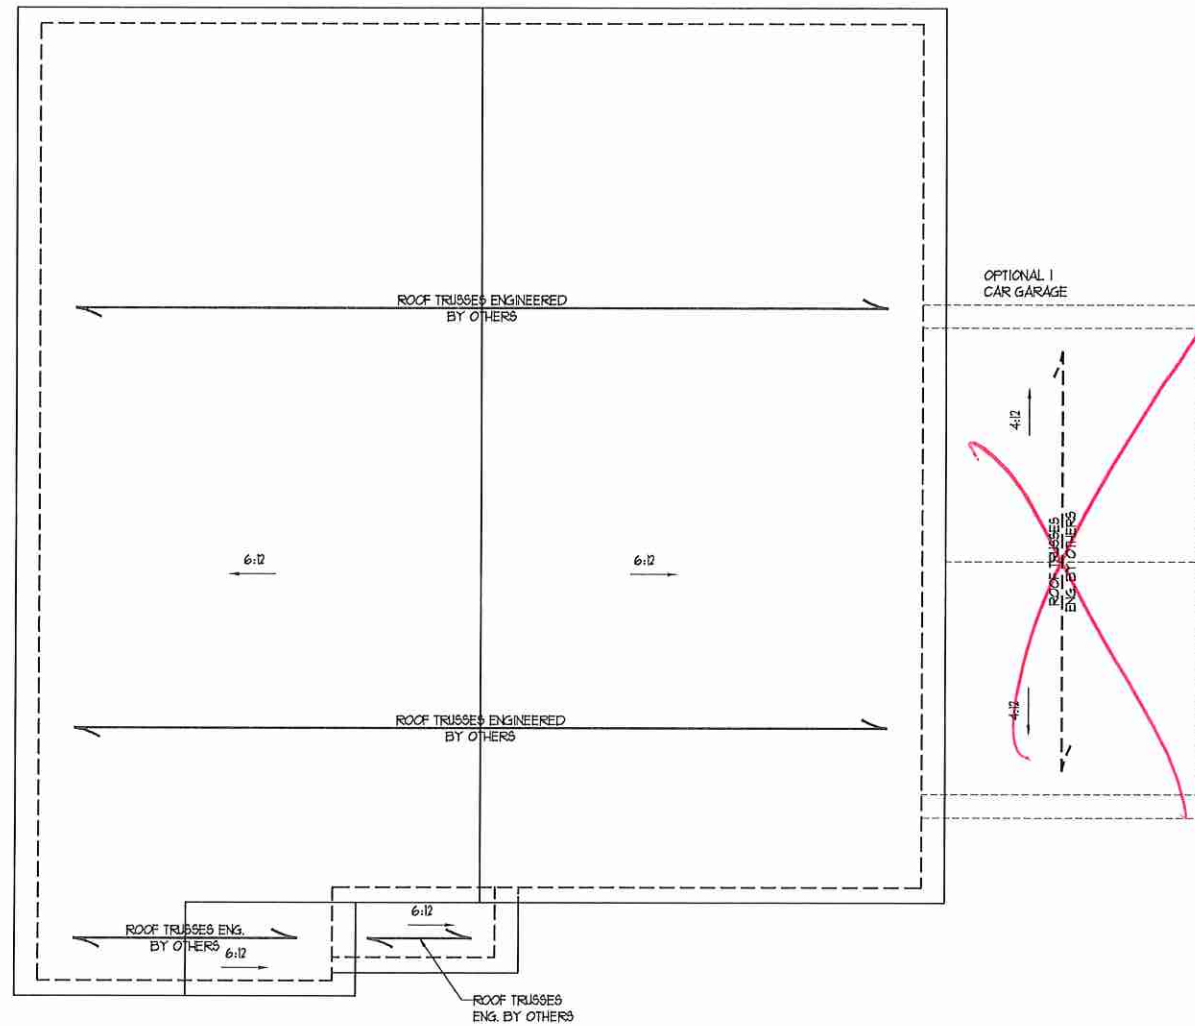 OPTIONAL 1
CAR GARAGE
ROOF TRUSSES ENGINEERED
BY OTHERS
4:12
ROOF TRUSSES
ENG. BY OTHERS
6:12
6:12
4:12
ROOF TRUSSES ENGINEERED
BY OTHERS
6:12
ROOF TRUSSES ENG.
BY OTHERS
6:12
ROOF TRUSSES
ENG. BY OTHERS